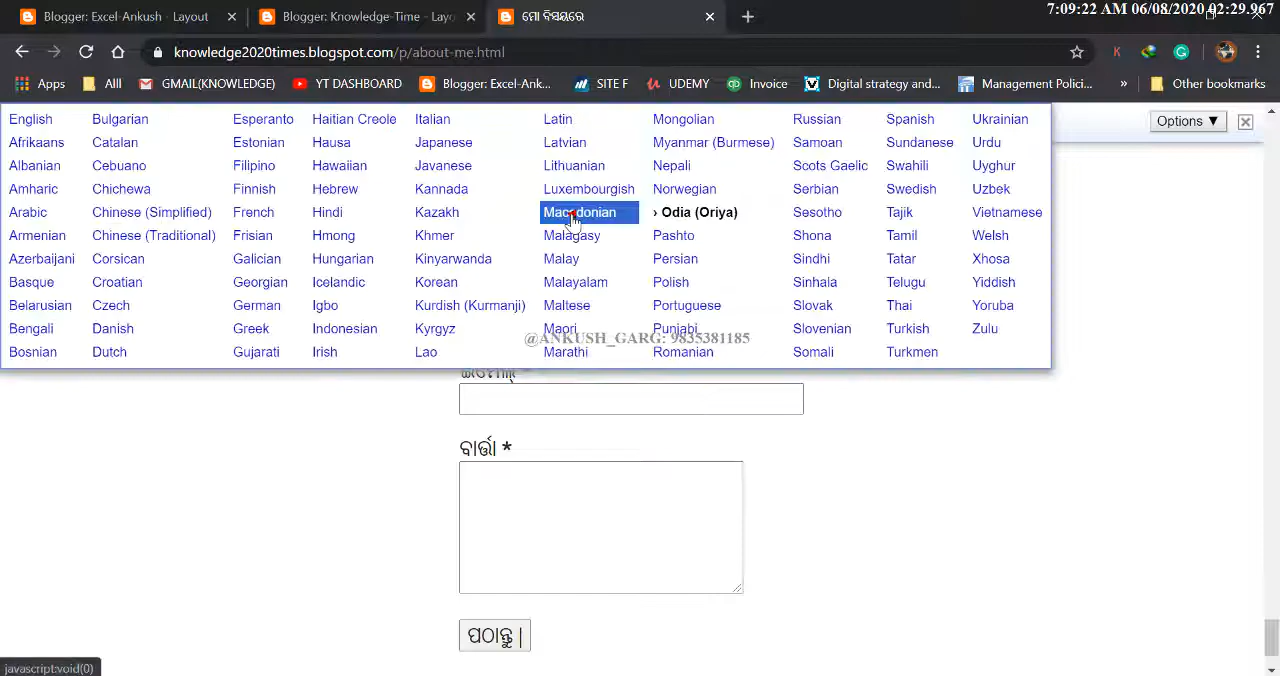 7:09:22 AM 06/08/2020 02:29.967
Blogger: Excel-Ankush - Layout
Blogger: Knowledge-Time - Layo
ମୋ ବିଷୟରେ
knowledge2020times.blogspot.com/p/about-me.html
Apps
Alll
GMAIL(KNOWLEDGE)
YT DASHBOARD
Blogger: Excel-Ank...
SITE F
UDEMY
Invoice
Digital strategy and...
Management Polici...
»
Other bookmarks
Options ▼
English Bulgarian Esperanto Haitian Creole Italian Latin Mongolian Russian Spanish Ukrainian
Afrikaans Catalan Estonian Hausa Japanese Latvian Myanmar (Burmese) Samoan Sundanese Urdu
Albanian Cebuano Filipino Hawaiian Javanese Lithuanian Nepali Scots Gaelic Swahili Uyghur
Amharic Chichewa Finnish Hebrew Kannada Luxembourgish Norwegian Serbian Swedish Uzbek
Arabic Chinese (Simplified) French Hindi Kazakh Macedonian › Odia (Oriya) Sesotho Tajik Vietnamese
Armenian Chinese (Traditional) Frisian Hmong Khmer Malagasy Pashto Shona Tamil Welsh
Azerbaijani Corsican Galician Hungarian Kinyarwanda Malay Persian Sindhi Tatar Xhosa
Basque Croatian Georgian Icelandic Korean Malayalam Polish Sinhala Telugu Yiddish
Belarusian Czech German Igbo Kurdish (Kurmanji) Maltese Portuguese Slovak Thai Yoruba
Bengali Danish Greek Indonesian Kyrgyz Maori Punjabi Slovenian Turkish Zulu
@ANKUSH_GARG: 9835381185
Bosnian Dutch Gujarati Irish Lao Marathi Romanian Somali Turkmen
ବାର୍ତ୍ତା *
ପଠାନ୍ତୁ |
javascript:void(0)